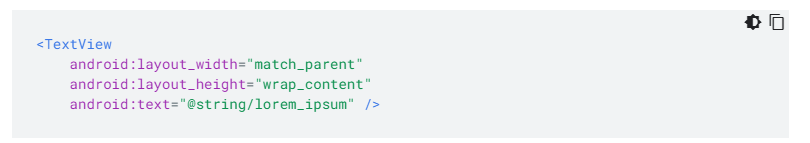 <TextView
    android:layout_width="match_parent"
    android:layout_height="wrap_content"
    android:text="@string/lorem_ipsum" />